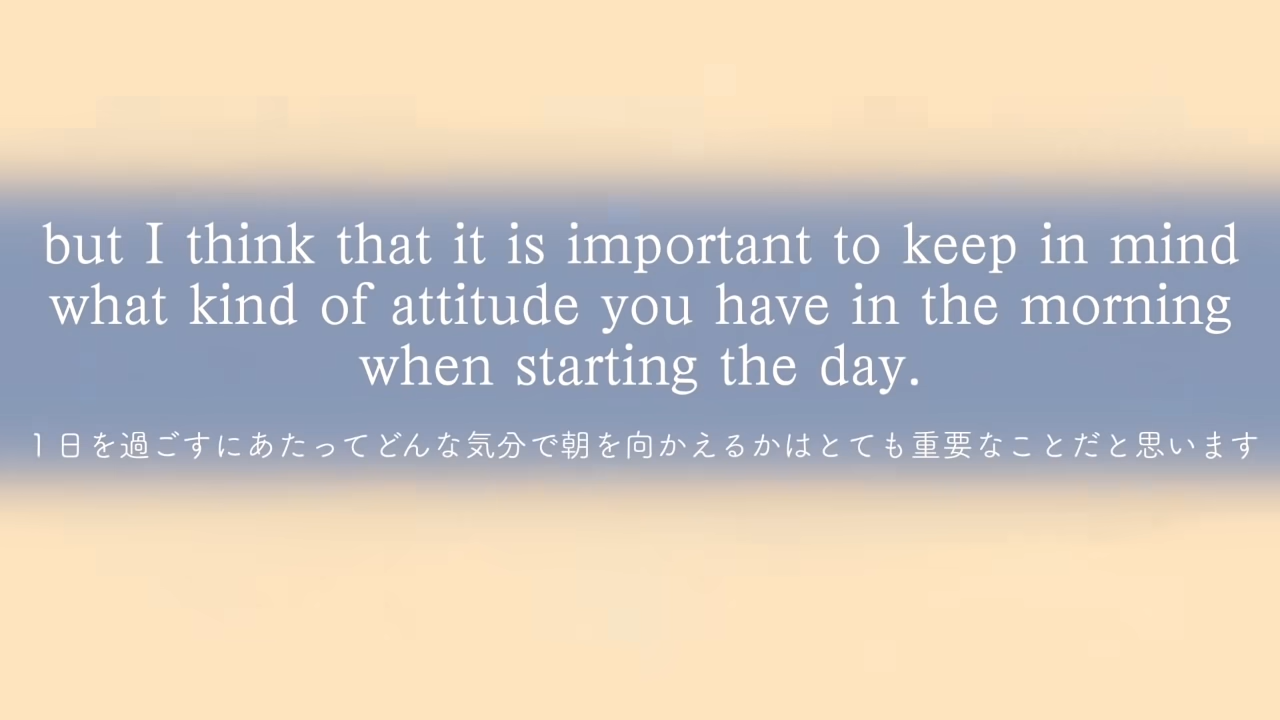 but I think that it is important to keep in mind
what kind of attitude you have in the morning
when starting the day.
1日を過ごすにあたってどんな気分で朝を向かえるかはとても重要なことだと思います